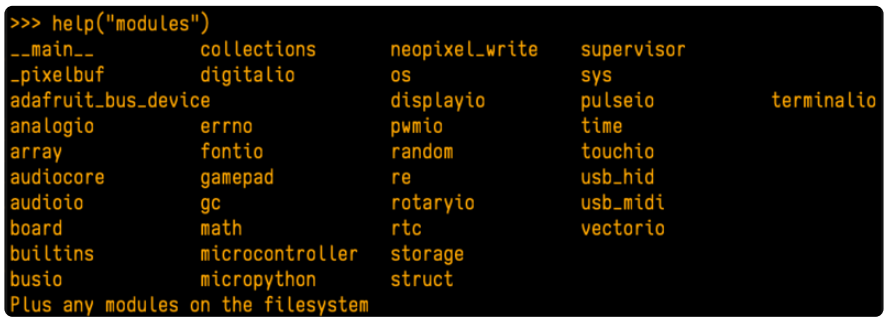 >>> help("modules")
__main__ collections neopixel_write supervisor
_pixelbuf digitalio os sys
adafruit_bus_device displayio pulseio terminalio
analogio errno pwmio time
array fontio random touchio
audiocore gamepad re usb_hid
audioio gc rotaryio usb_midi
board math rtc vectorio
builtins microcontroller storage
busio micropython struct
Plus any modules on the filesystem